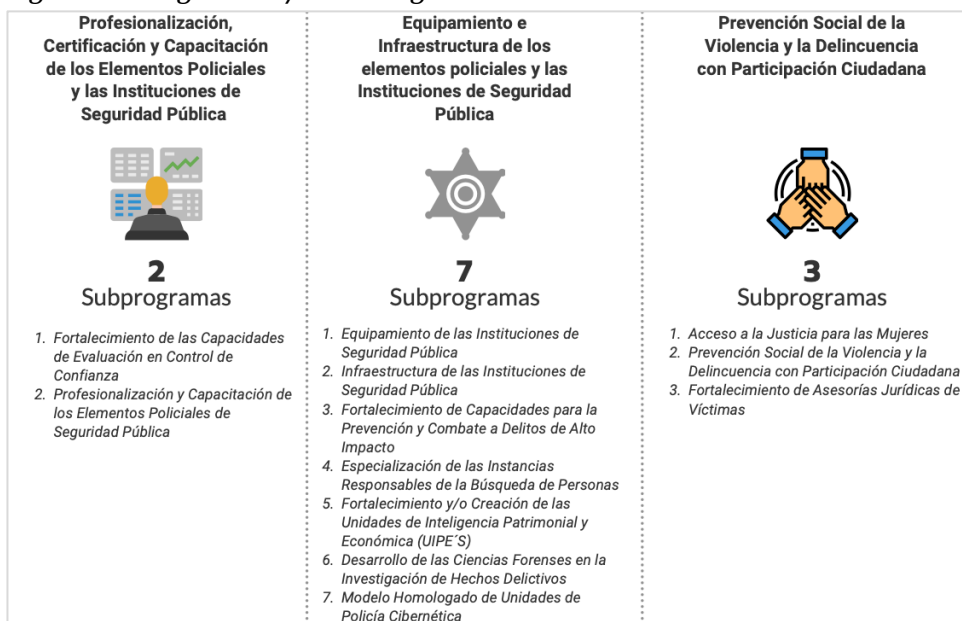 Profesionalización,
Certificación y Capacitación
de los Elementos Policiales
y las Instituciones de
Seguridad Pública
2
Subprogramas
1. Fortalecimiento de las Capacidades
de Evaluación en Control de
Confianza
2. Profesionalización y Capacitación de
los Elementos Policiales de
Seguridad Pública
Equipamiento e
Infraestructura de los
elementos policiales y las
Instituciones de Seguridad
Pública
7
Subprogramas
1. Equipamiento de las Instituciones de
Seguridad Pública
2. Infraestructura de las Instituciones de
Seguridad Pública
3. Fortalecimiento de Capacidades para la
Prevención y Combate a Delitos de Alto
Impacto
4. Especialización de las Instancias
Responsables de la Búsqueda de Personas
5. Fortalecimiento y/o Creación de las
Unidades de Inteligencia Patrimonial y
Económica (UIPE´S)
6. Desarrollo de las Ciencias Forenses en la
Investigación de Hechos Delictivos
7. Modelo Homologado de Unidades de
Policía Cibernética
Prevención Social de la
Violencia y la Delincuencia
con Participación Ciudadana
3
Subprogramas
1. Acceso a la Justicia para las Mujeres
2. Prevención Social de la Violencia y la
Delincuencia con Participación Ciudadana
3. Fortalecimiento de Asesorías Jurídicas de
Víctimas